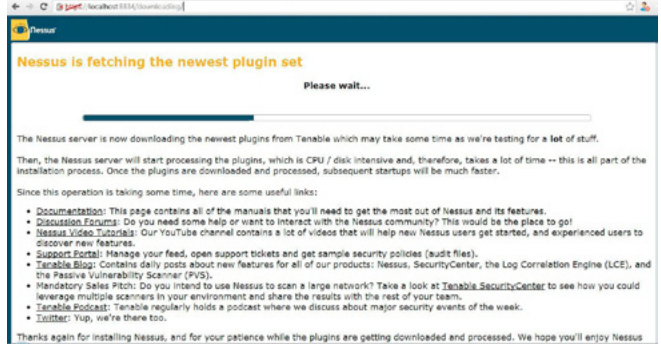 https://localhost:8834/downloading/
Nessus
Nessus is fetching the newest plugin set
Please wait...
The Nessus server is now downloading the newest plugins from Tenable which may take some time as we're testing for a lot of stuff.
Then, the Nessus server will start processing the plugins, which is CPU / disk intensive and, therefore, takes a lot of time -- this is all part of the
installation process. Once the plugins are downloaded and processed, subsequent startups will be much faster.
Since this operation is taking some time, here are some useful links:
• Documentation: This page contains all of the manuals that you'll need to get the most out of Nessus and its features.
• Discussion Forums: Do you need some help or want to interact with the Nessus community? This would be the place to go!
• Nessus Video Tutorials: Our YouTube channel contains a lot of videos that will help new Nessus users get started, and experienced users to
discover new features.
• Support Portal: Manage your feed, open support tickets and get sample security policies (audit files).
• Tenable Blog: Contains daily posts about new features for all of our products: Nessus, SecurityCenter, the Log Correlation Engine (LCE), and
the Passive Vulnerability Scanner (PVS).
• Mandatory Sales Pitch: Do you intend to use Nessus to scan a large network? Take a look at Tenable SecurityCenter to see how you could
leverage multiple scanners in your environment and share the results with the rest of your team.
• Tenable Podcast: Tenable regularly holds a podcast where we discuss about major security events of the week.
• Twitter: Yup, we're there too.
Thanks again for installing Nessus, and for your patience while the plugins are getting downloaded and processed. We hope you'll enjoy Nessus